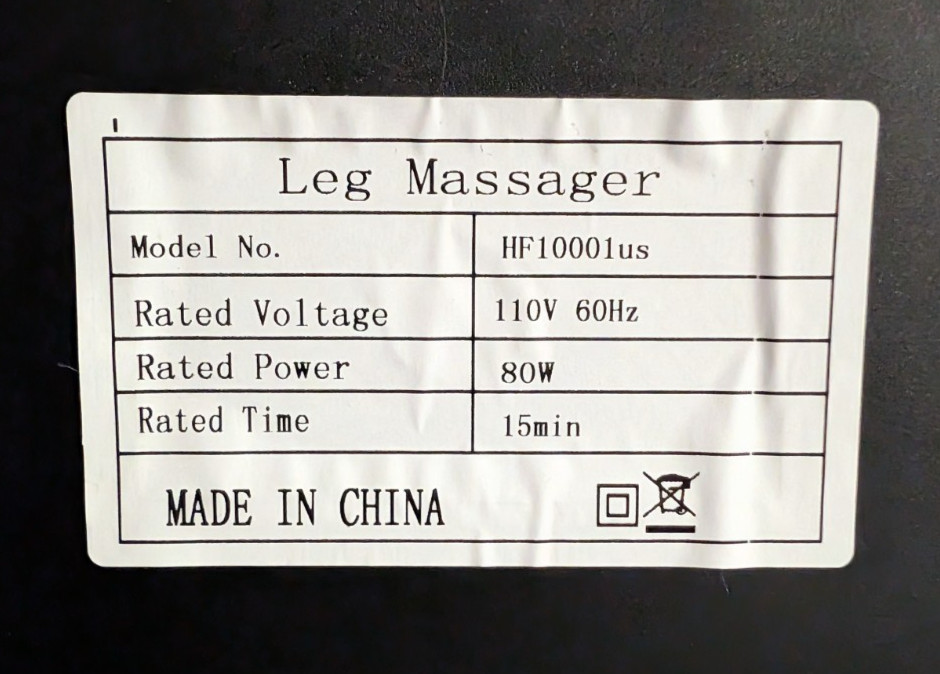 Leg Massager
Model No. HF10001us
Rated Voltage 110V 60Hz
Rated Power 80W
Rated Time 15min
MADE IN CHINA